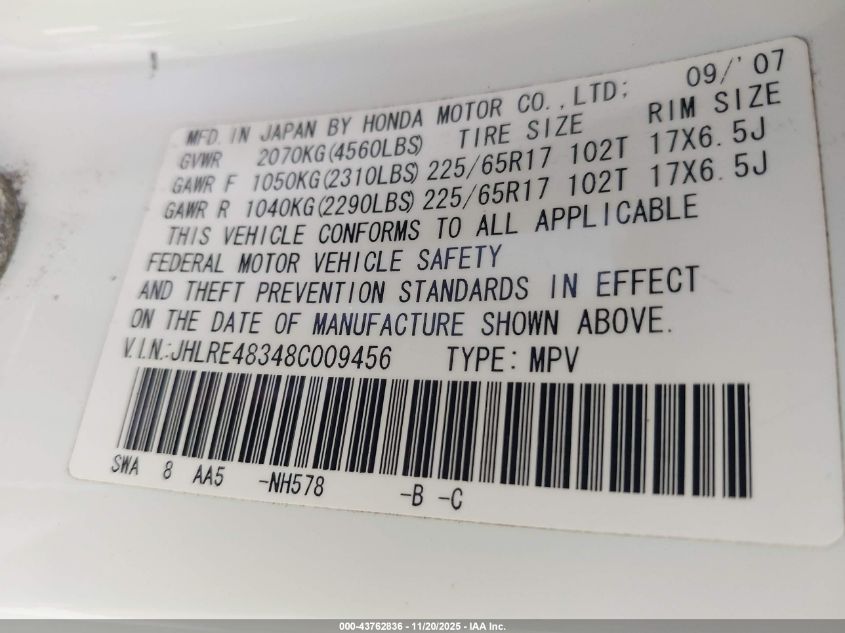 MFD. IN JAPAN BY HONDA MOTOR CO.,LTD; 09/'07
GVWR 2070KG(4560LBS) TIRE SIZE RIM SIZE
GAWR F 1050KG(2310LBS) 225/65R17 102T 17X6.5J
GAWR R 1040KG(2290LBS) 225/65R17 102T 17X6.5J
THIS VEHICLE CONFORMS TO ALL APPLICABLE
FEDERAL MOTOR VEHICLE SAFETY
AND THEFT PREVENTION STANDARDS IN EFFECT
ON THE DATE OF MANUFACTURE SHOWN ABOVE.
V.I.N.:JHLRE48348C009456 TYPE: MPV
SWA 8 AA5 -NH578 -B -C
000-43762836 - 11/20/2025 - IAA Inc.